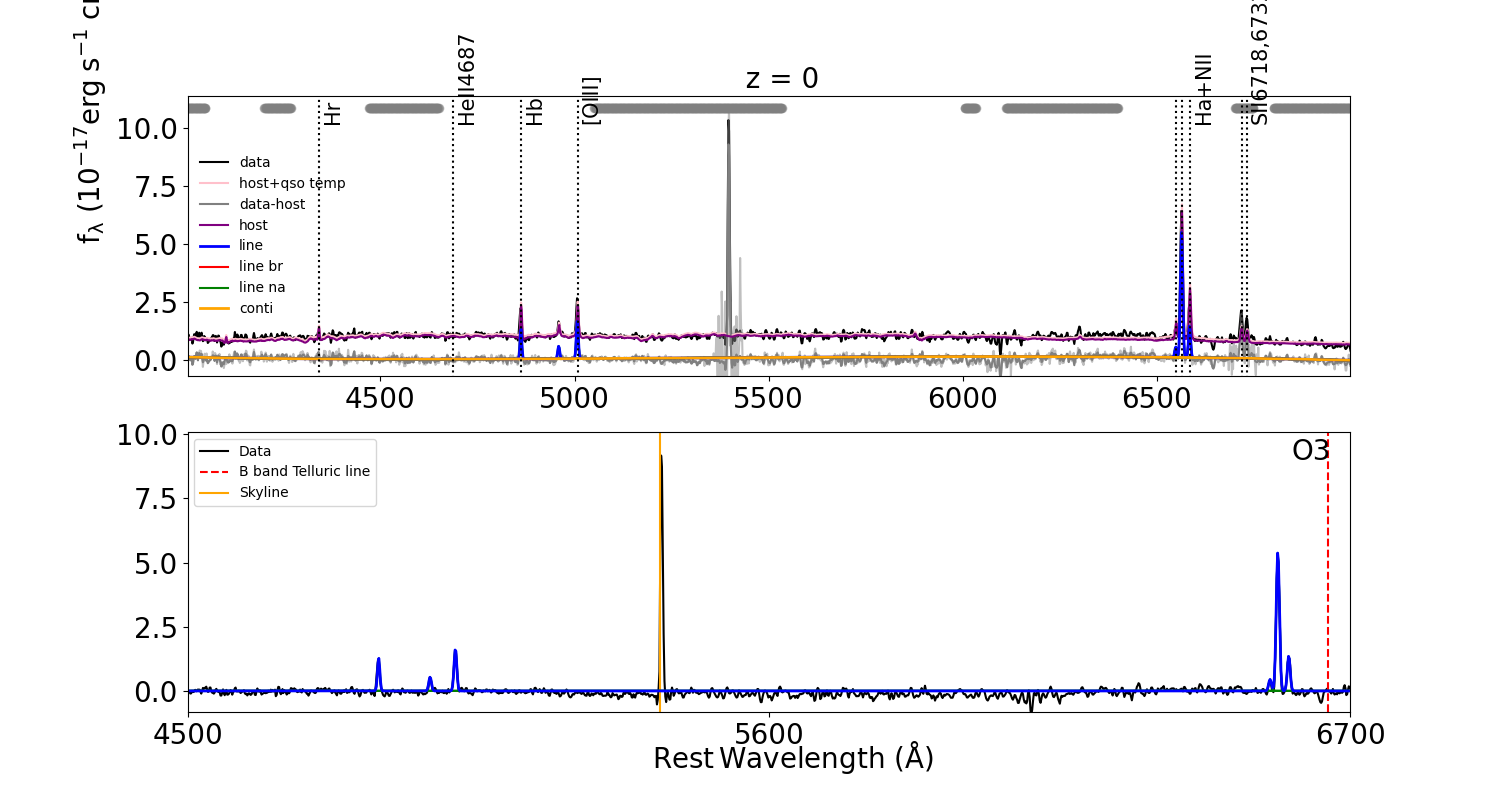 z = 0
fλ (10−17erg s−1 c
Hr
HeII4687
Hb
[OIII]
Ha+NII
SII6718,673
10.0
7.5
5.0
2.5
0.0
data
host+qso temp
data-host
host
line
line br
line na
conti
4500 5000 5500 6000 6500
10.0
7.5
5.0
2.5
0.0
Data
B band Telluric line
Skyline
O3
4500 5600 6700
Rest Wavelength (Å)